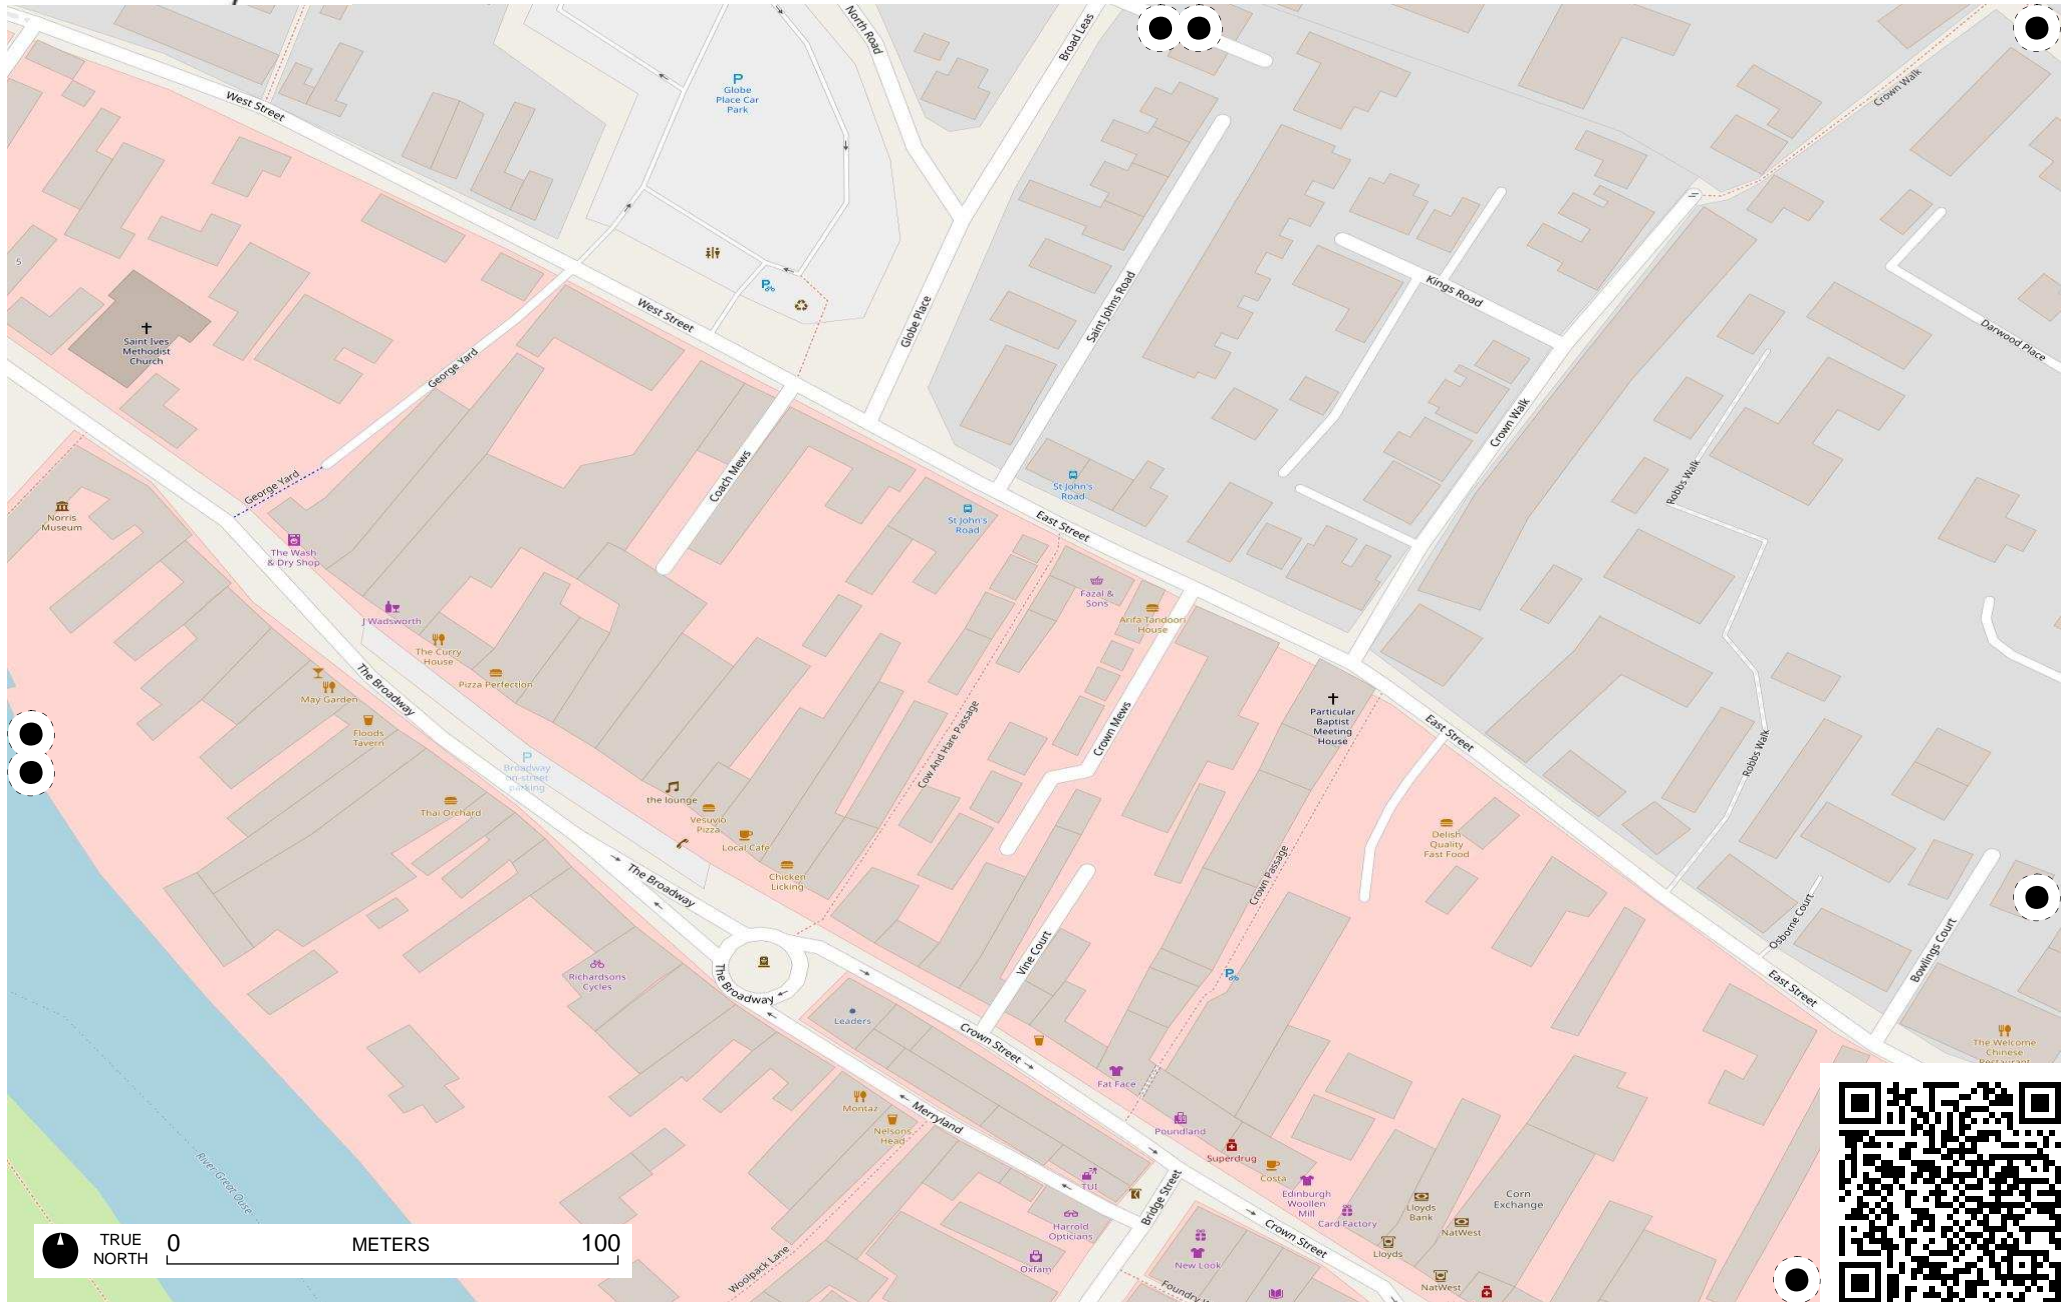 North Road
Broad Leas
P
Globe
Place Car
Park
Crown Walk
West Street
5
Saint Ives
Methodist
Church
West Street
Globe Place
Saint Johns Road
Kings Road
Darwood Place
George Yard
George Yard
Coach Mews
Crown Walk
Robbs Walk
Norris
Museum
St John's
Road
St John's
Road
East Street
The Wash
& Dry Shop
Fazal &
Sons
Arifa Tandoori
House
J Wadsworth
The Curry
House
Pizza Perfection
May Garden
Floods
Tavern
The Broadway
P
Broadway
on-street
parking
Cow And Hare Passage
Crown Mews
Particular
Baptist
Meeting
House
East Street
Robbs Walk
Thai Orchard
the lounge
Vesuvio
Pizza
Local Cafe
Chicken
Licking
Delish
Quality
Fast Food
Crown Passage
The Broadway
Osborne Court
Bowlings Court
Vine Court
Richardsons
Cycles
The Broadway
East Street
Leaders
Crown Street
The Welcome
Chinese
Restaurant
Fat Face
Montaz
Nelsons
Head
Merryland
Poundland
Superdrug
Costa
TUI
Edinburgh
Woollen
Mill
Card Factory
Lloyds
Bank
NatWest
Corn
Exchange
Bridge Street
Crown Street
Harrold
Opticians
Oxfam
New Look
Lloyds
NatWest
River Great Ouse
Woolpack Lane
Foundry W
TRUE
NORTH
0 METERS 100